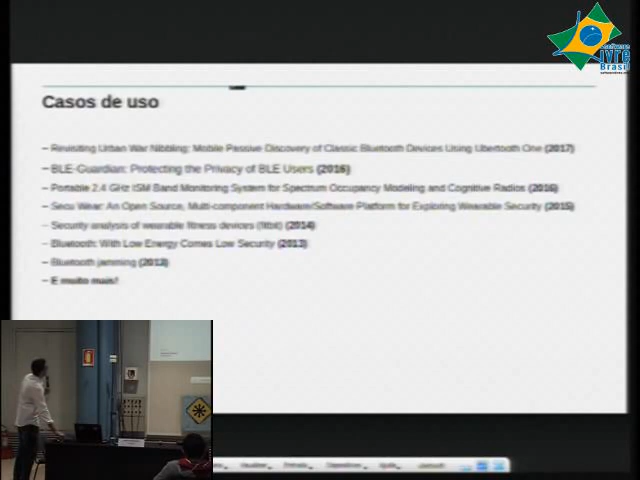 software
livre
Brasil
Casos de uso
– Revisiting Urban War Nibbling: Mobile Passive Discovery of Classic Bluetooth Devices Using Ubertooth One (2017)
– BLE-Guardian: Protecting the Privacy of BLE Users (2016)
– Portable 2.4 GHz ISM Band Monitoring System for Spectrum Occupancy Modeling and Cognitive Radios (2016)
– Secu Wear: An Open Source, Multi-component Hardware/Software Platform for Exploring Wearable Security (2015)
– Security analysis of wearable fitness devices (fitbit) (2014)
– Bluetooth: With Low Energy Comes Low Security (2013)
– Bluetooth jamming (2013)
– E muito mais!